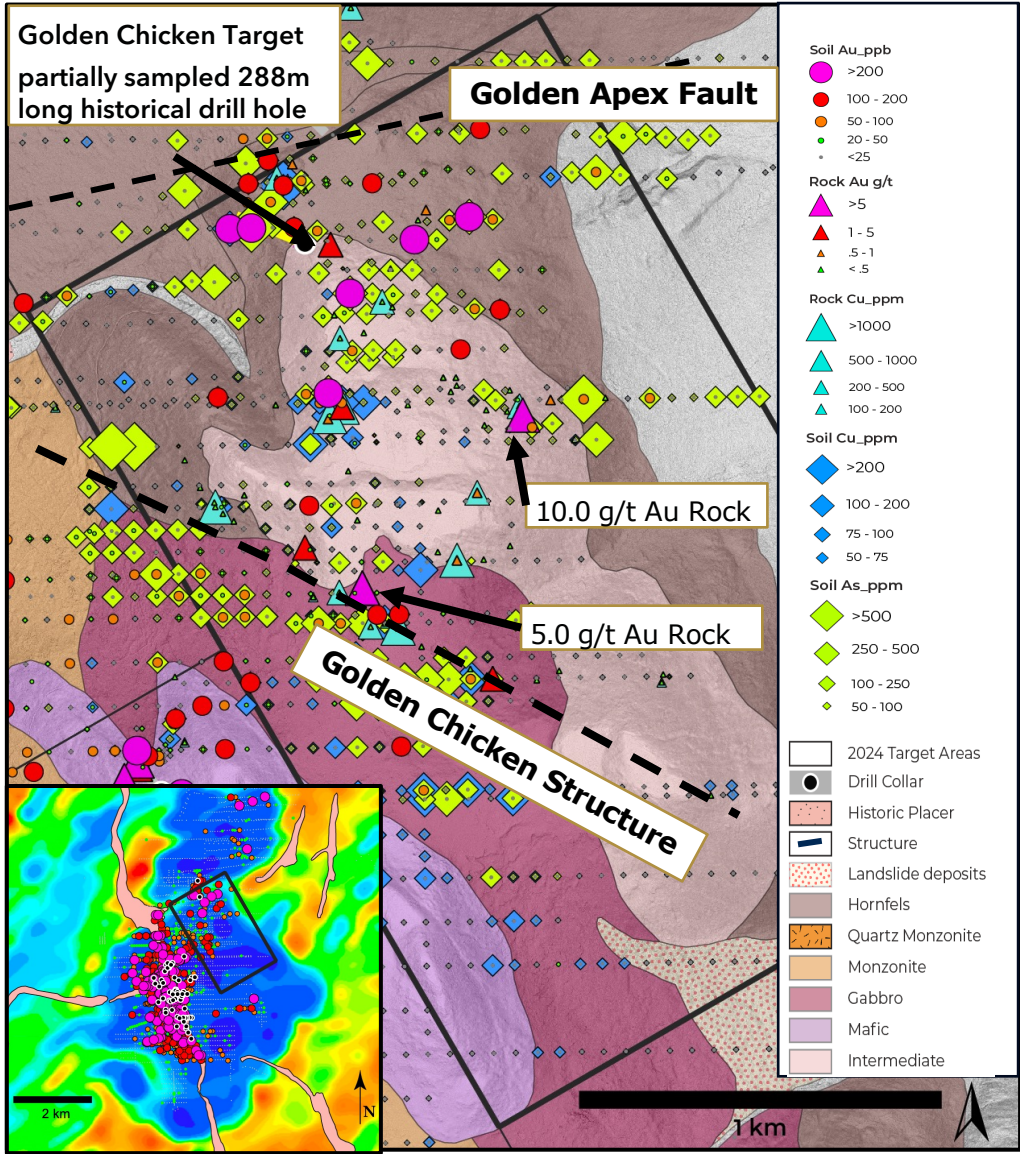 Golden Chicken Target
partially sampled 288m
long historical drill hole
Golden Apex Fault
10.0 g/t Au Rock
5.0 g/t Au Rock
Golden Chicken Structure
2 km
N
1 km
Soil Au_ppb
>200
100 - 200
50 - 100
20 - 50
<25
Rock Au g/t
>5
1 - 5
.5 - 1
< .5
Rock Cu_ppm
>1000
500 - 1000
200 - 500
100 - 200
Soil Cu_ppm
>200
100 - 200
75 - 100
50 - 75
Soil As_ppm
>500
250 - 500
100 - 250
50 - 100
2024 Target Areas
Drill Collar
Historic Placer
Structure
Landslide deposits
Hornfels
Quartz Monzonite
Monzonite
Gabbro
Mafic
Intermediate